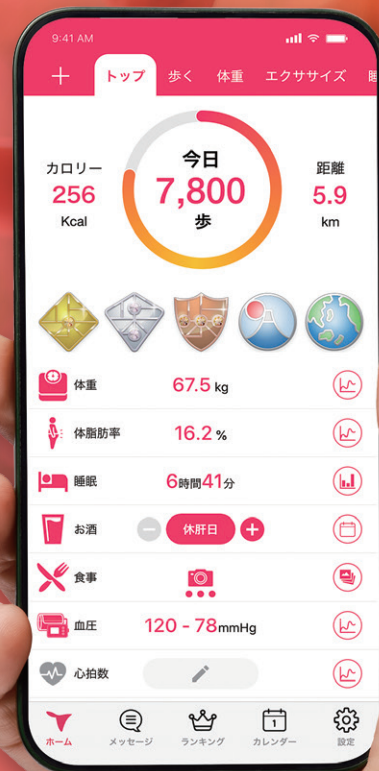 9:41 AM
トップ 歩く 体重 エクササイズ
カロリー
256
Kcal
今日
7,800
歩
距離
5.9
km
体重 67.5 kg
体脂肪率 16.2 %
睡眠 6時間41分
お酒 − 休肝日 +
食事
血圧 120 - 78mmHg
心拍数
1
ホーム メッセージ ランキング カレンダー 設定